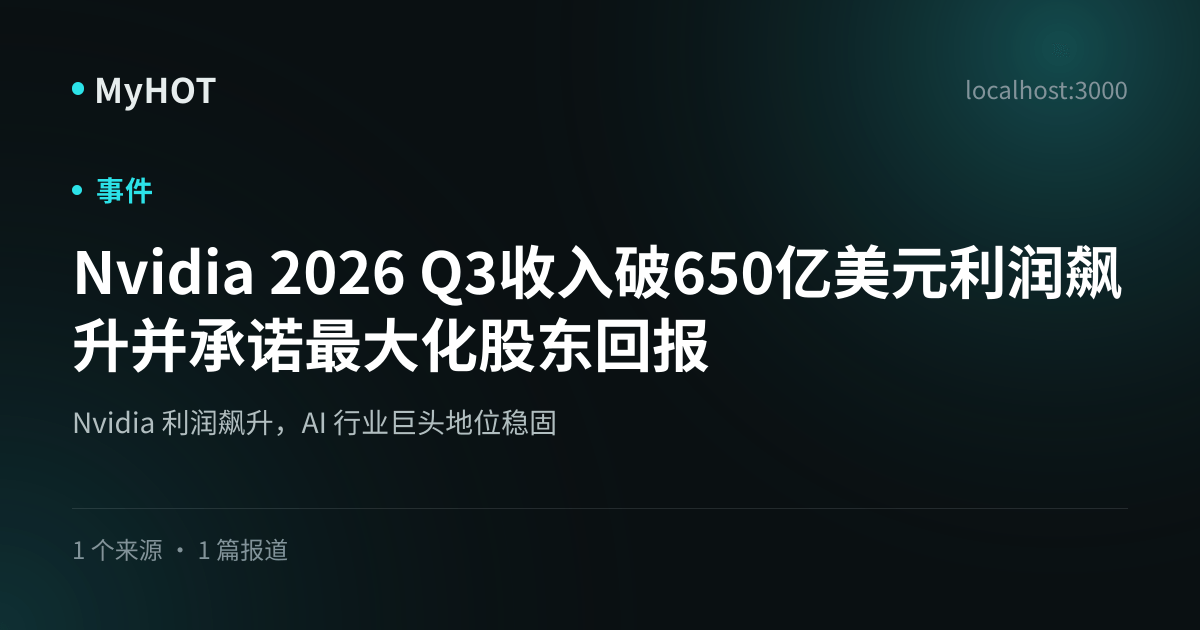 MyHOT
localhost:3000
事件
Nvidia 2026 Q3收入破650亿美元利润飙
升并承诺最大化股东回报
Nvidia 利润飙升，AI 行业巨头地位稳固
1 个来源 · 1 篇报道